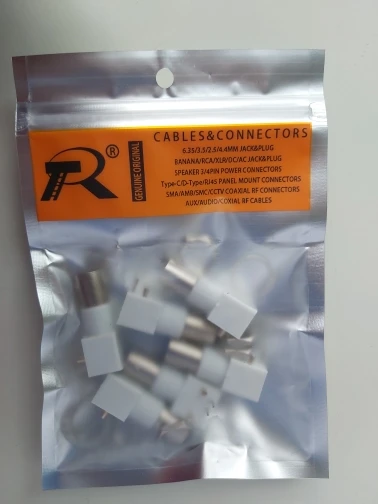 CABLES&CONNECTORS
6.35/3.5/2.5/4.4MM JACK&PLUG
BANANA/RCA/XLR/DC/AC JACK&PLUG
SPEAKER 3/4PIN POWER CONNECTORS
Type-C/D-Type/RJ45 PANEL MOUNT CONNECTORS
SMA/AMB/SMC/CCTV COAXIAL RF CONNECTORS
AUX/AUDIO/COXIAL RF CABLES
GENUINE ORIGINAL
R
®